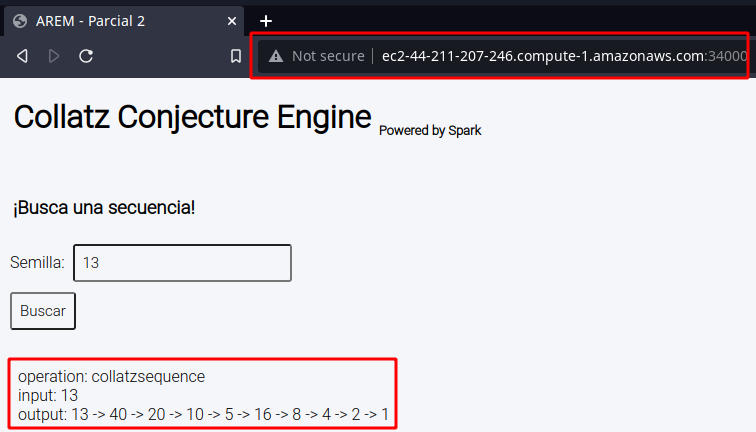 AREM - Parcial 2
Not secure ec2-44-211-207-246.compute-1.amazonaws.com:34000
Collatz Conjecture Engine Powered by Spark
¡Busca una secuencia!
Semilla: 13
Buscar
operation: collatzsequence
input: 13
output: 13 -> 40 -> 20 -> 10 -> 5 -> 16 -> 8 -> 4 -> 2 -> 1